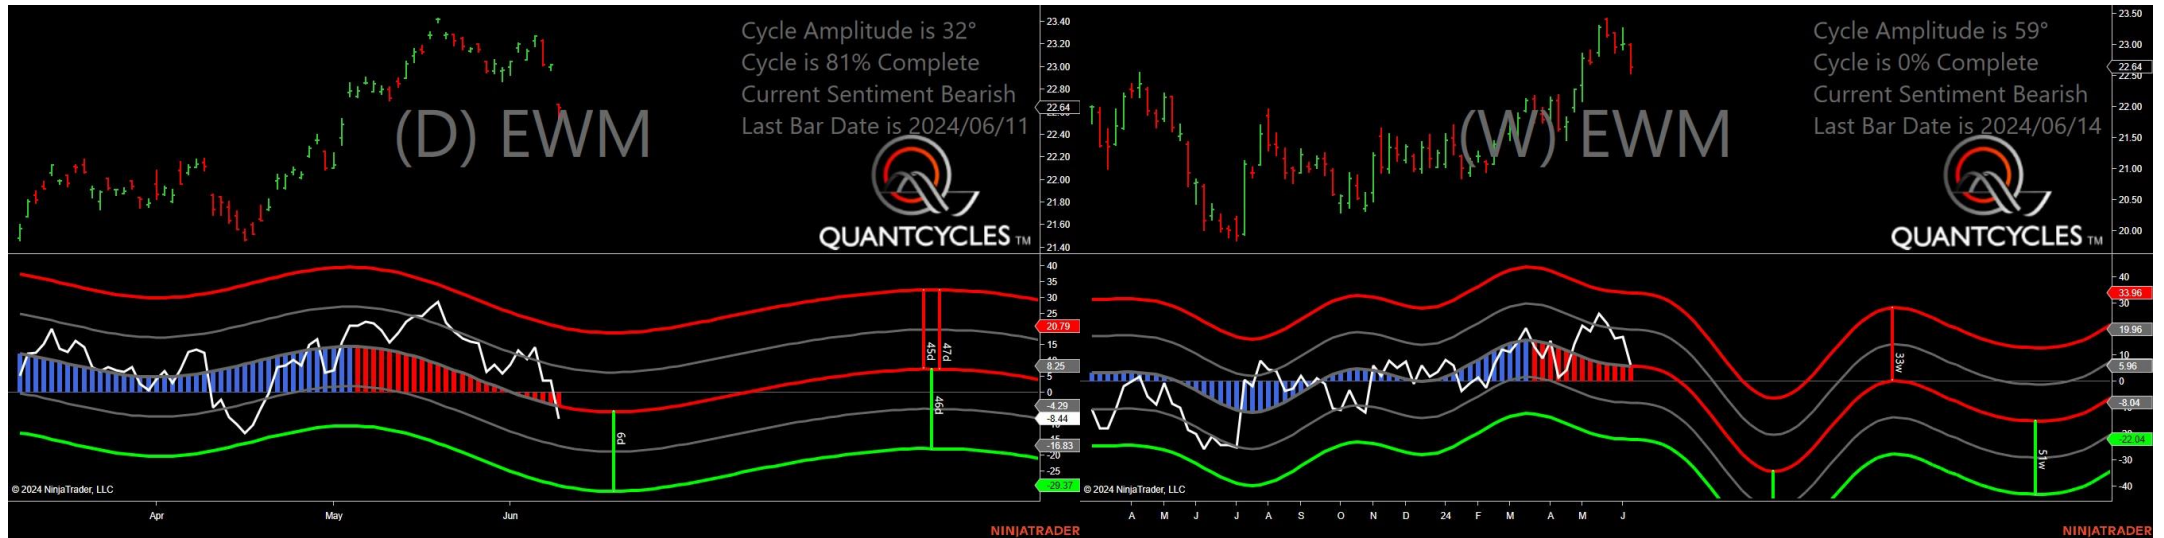 Cycle Amplitude is 32°
Cycle is 81% Complete
Current Sentiment Bearish
Last Bar Date is 2024/06/11
(D) EWM
QUANTCYCLES TM
23.40
23.20
23.00
22.80
22.64
22.40
22.20
22.00
21.80
21.60
21.40
40
35
30
25
20.79
15
8.25
5
0
-4.29
-8.44
-16.83
-20
-25
-29.37
45d
47d
46d
6d
© 2024 NinjaTrader, LLC
Apr May Jun
NINJATRADER
Cycle Amplitude is 59°
Cycle is 0% Complete
Current Sentiment Bearish
Last Bar Date is 2024/06/14
(W) EWM
QUANTCYCLES TM
23.50
23.00
22.64
22.50
22.00
21.50
21.00
20.50
20.00
40
33.96
30
19.96
10
5.96
0
-8.04
-22.04
-30
-40
33w
51w
© 2024 NinjaTrader, LLC
A M J J A S O N D 24 F M A M J
NINJATRADER